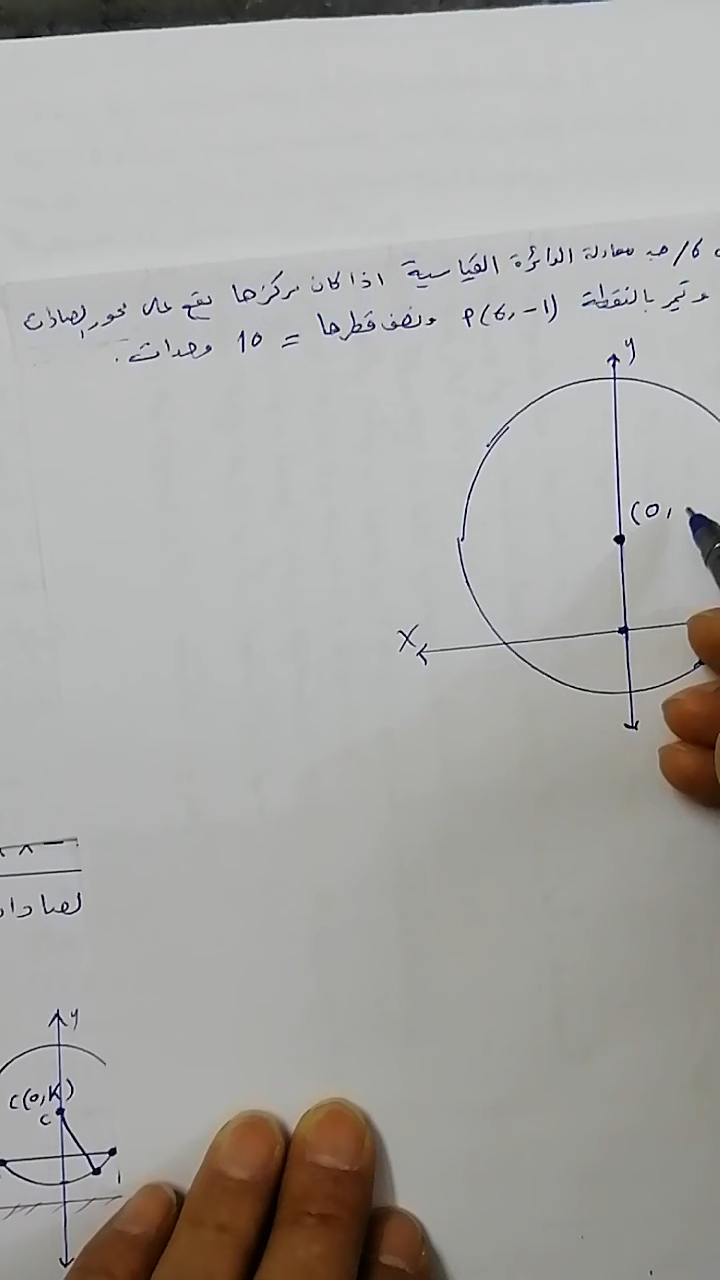 6/ جد معادلة الدائرة القياسية اذا كان مركزها يقع على محور الصادات
وتمر بالنقطة P(6,-1) ونصف قطرها = 10 وحدات.
y
(0,
X
لصادات
y
C(0,K)
C